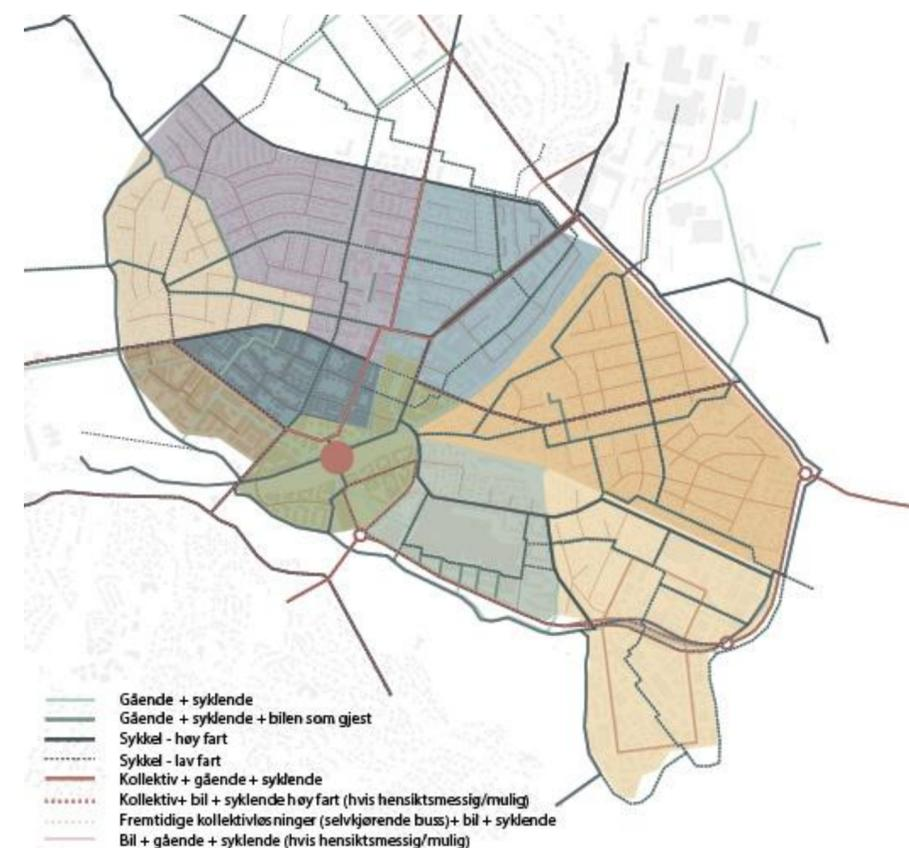 Gående + syklende
Gående + syklende + bilen som gjest
Sykkel - høy fart
Sykkel - lav fart
Kollektiv + gående + syklende
Kollektiv+ bil + syklende høy fart (hvis hensiktsmessig/mulig)
Fremtidige kollektivløsninger (selvkjørende buss)+ bil + syklende
Bil + gående + syklende (hvis hensiktsmessig/mulig)